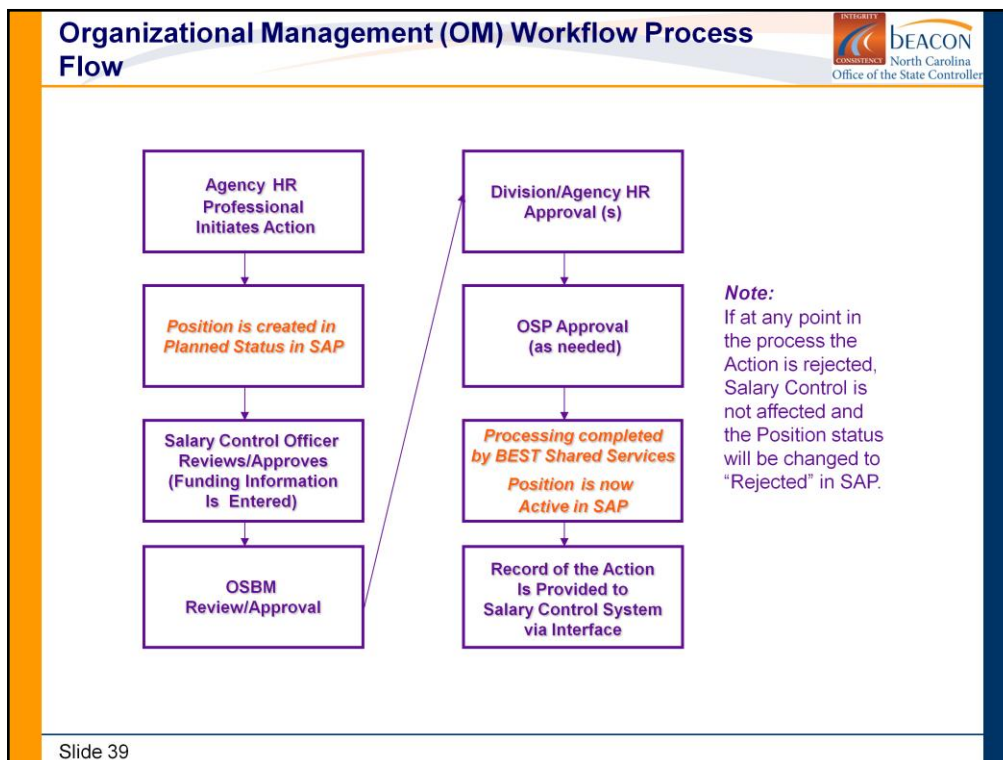 Organizational Management (OM) Workflow Process
Flow
INTEGRITY
CONSISTENCY
bEACON
North Carolina
Office of the State Controller
Agency HR
Professional
Initiates Action
Position is created in
Planned Status in SAP
Salary Control Officer
Reviews/Approves
(Funding Information
Is Entered)
OSBM
Review/Approval
Division/Agency HR
Approval (s)
OSP Approval
(as needed)
Processing completed
by BEST Shared Services
Position is now
Active in SAP
Record of the Action
Is Provided to
Salary Control System
via Interface
Note:
If at any point in
the process the
Action is rejected,
Salary Control is
not affected and
the Position status
will be changed to
“Rejected” in SAP.
Slide 39